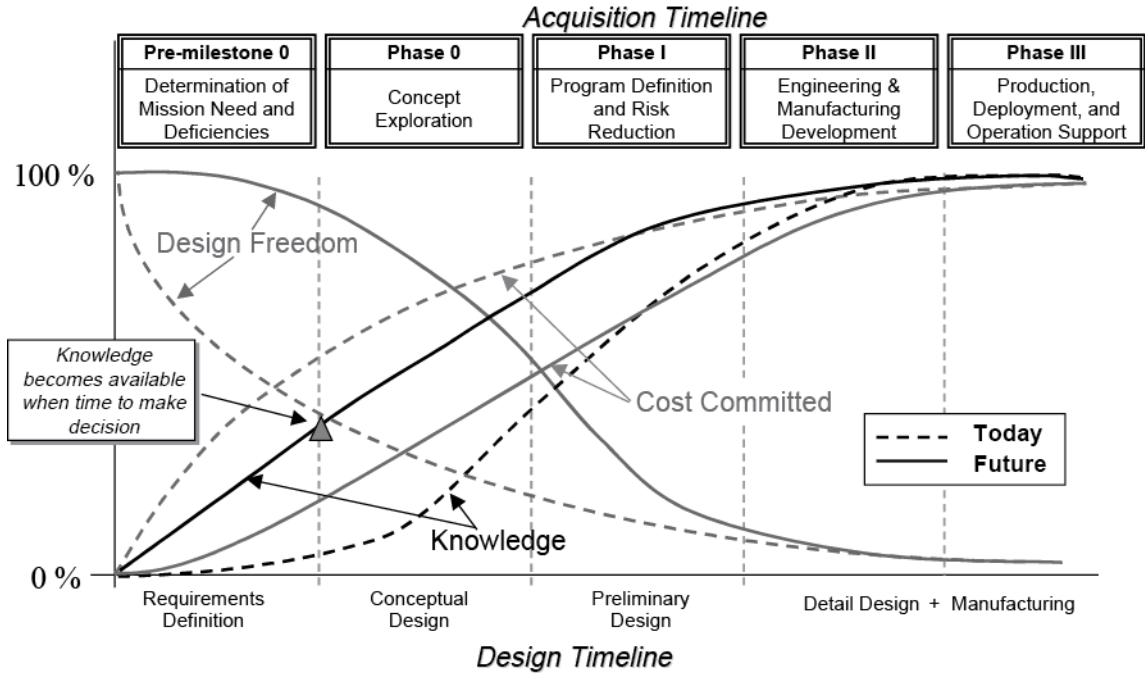 Acquisition Timeline
Pre-milestone 0
Determination of
Mission Need and
Deficiencies
Phase 0
Concept
Exploration
Phase I
Program Definition
and Risk
Reduction
Phase II
Engineering &
Manufacturing
Development
Phase III
Production,
Deployment, and
Operation Support
100 %
Design Freedom
Knowledge
becomes available
when time to make
decision
Cost Committed
Today
Future
Knowledge
0 %
Requirements
Definition
Conceptual
Design
Preliminary
Design
Detail Design + Manufacturing
Design Timeline